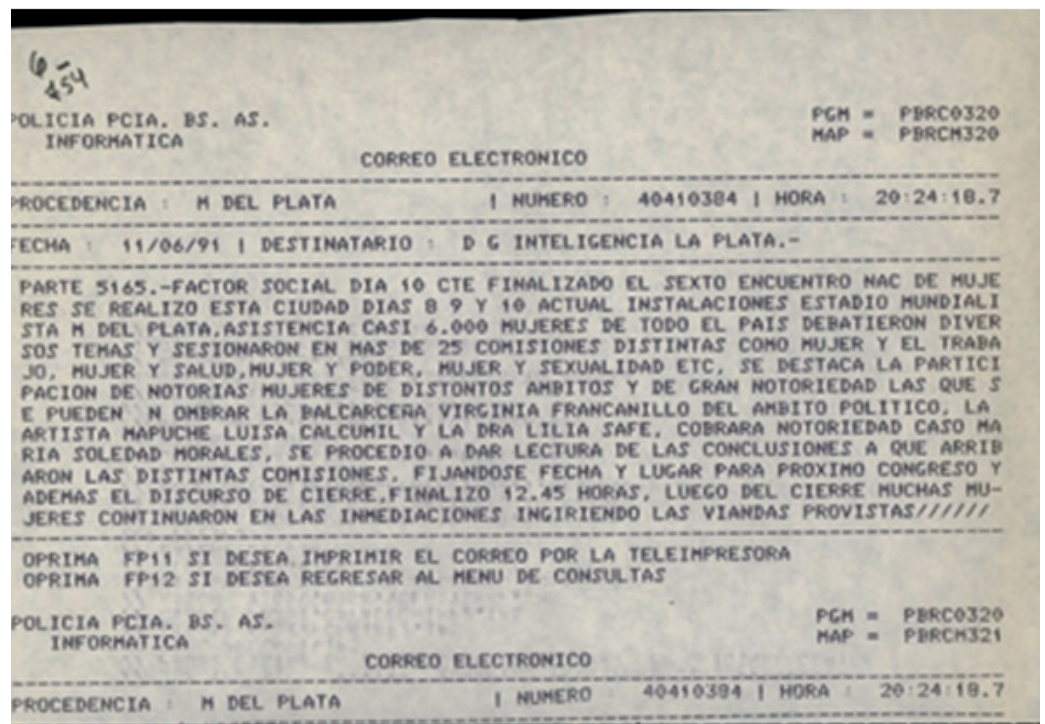 6-
454
POLICIA PCIA. BS. AS. PGM = PBRC0320
INFORMATICA MAP = PBRCM320
CORREO ELECTRONICO
PROCEDENCIA : M DEL PLATA | NUMERO : 40410384 | HORA : 20:24:18.7
FECHA : 11/06/91 | DESTINATARIO : D G INTELIGENCIA LA PLATA.-
PARTE 5165.-FACTOR SOCIAL DIA 10 CTE FINALIZADO EL SEXTO ENCUENTRO NAC DE MUJE
RES SE REALIZO ESTA CIUDAD DIAS 8 9 Y 10 ACTUAL INSTALACIONES ESTADIO MUNDIALI
STA M DEL PLATA,ASISTENCIA CASI 6.000 MUJERES DE TODO EL PAIS DEBATIERON DIVER
SOS TEMAS Y SESIONARON EN MAS DE 25 COMISIONES DISTINTAS COMO MUJER Y EL TRABA
JO, MUJER Y SALUD,MUJER Y PODER, MUJER Y SEXUALIDAD ETC, SE DESTACA LA PARTICI
PACION DE NOTORIAS MUJERES DE DISTONTOS AMBITOS Y DE GRAN NOTORIEDAD LAS QUE S
E PUEDEN N OMBRAR LA BALCARCEÑA VIRGINIA FRANCANILLO DEL AMBITO POLITICO, LA
ARTISTA MAPUCHE LUISA CALCUMIL Y LA DRA LILIA SAFE, COBRARA NOTORIEDAD CASO MA
RIA SOLEDAD MORALES, SE PROCEDIO A DAR LECTURA DE LAS CONCLUSIONES A QUE ARRIB
ARON LAS DISTINTAS COMISIONES, FIJANDOSE FECHA Y LUGAR PARA PROXIMO CONGRESO Y
ADEMAS EL DISCURSO DE CIERRE,FINALIZO 12.45 HORAS, LUEGO DEL CIERRE MUCHAS MU-
JERES CONTINUARON EN LAS INMEDIACIONES INGIRIENDO LAS VIANDAS PROVISTAS//////
OPRIMA FP11 SI DESEA IMPRIMIR EL CORREO POR LA TELEIMPRESORA
OPRIMA FP12 SI DESEA REGRESAR AL MENU DE CONSULTAS
POLICIA PCIA. BS. AS. PGM = PBRC0320
INFORMATICA MAP = PBRCM321
CORREO ELECTRONICO
PROCEDENCIA : M DEL PLATA | NUMERO : 40410384 | HORA : 20:24:18.7